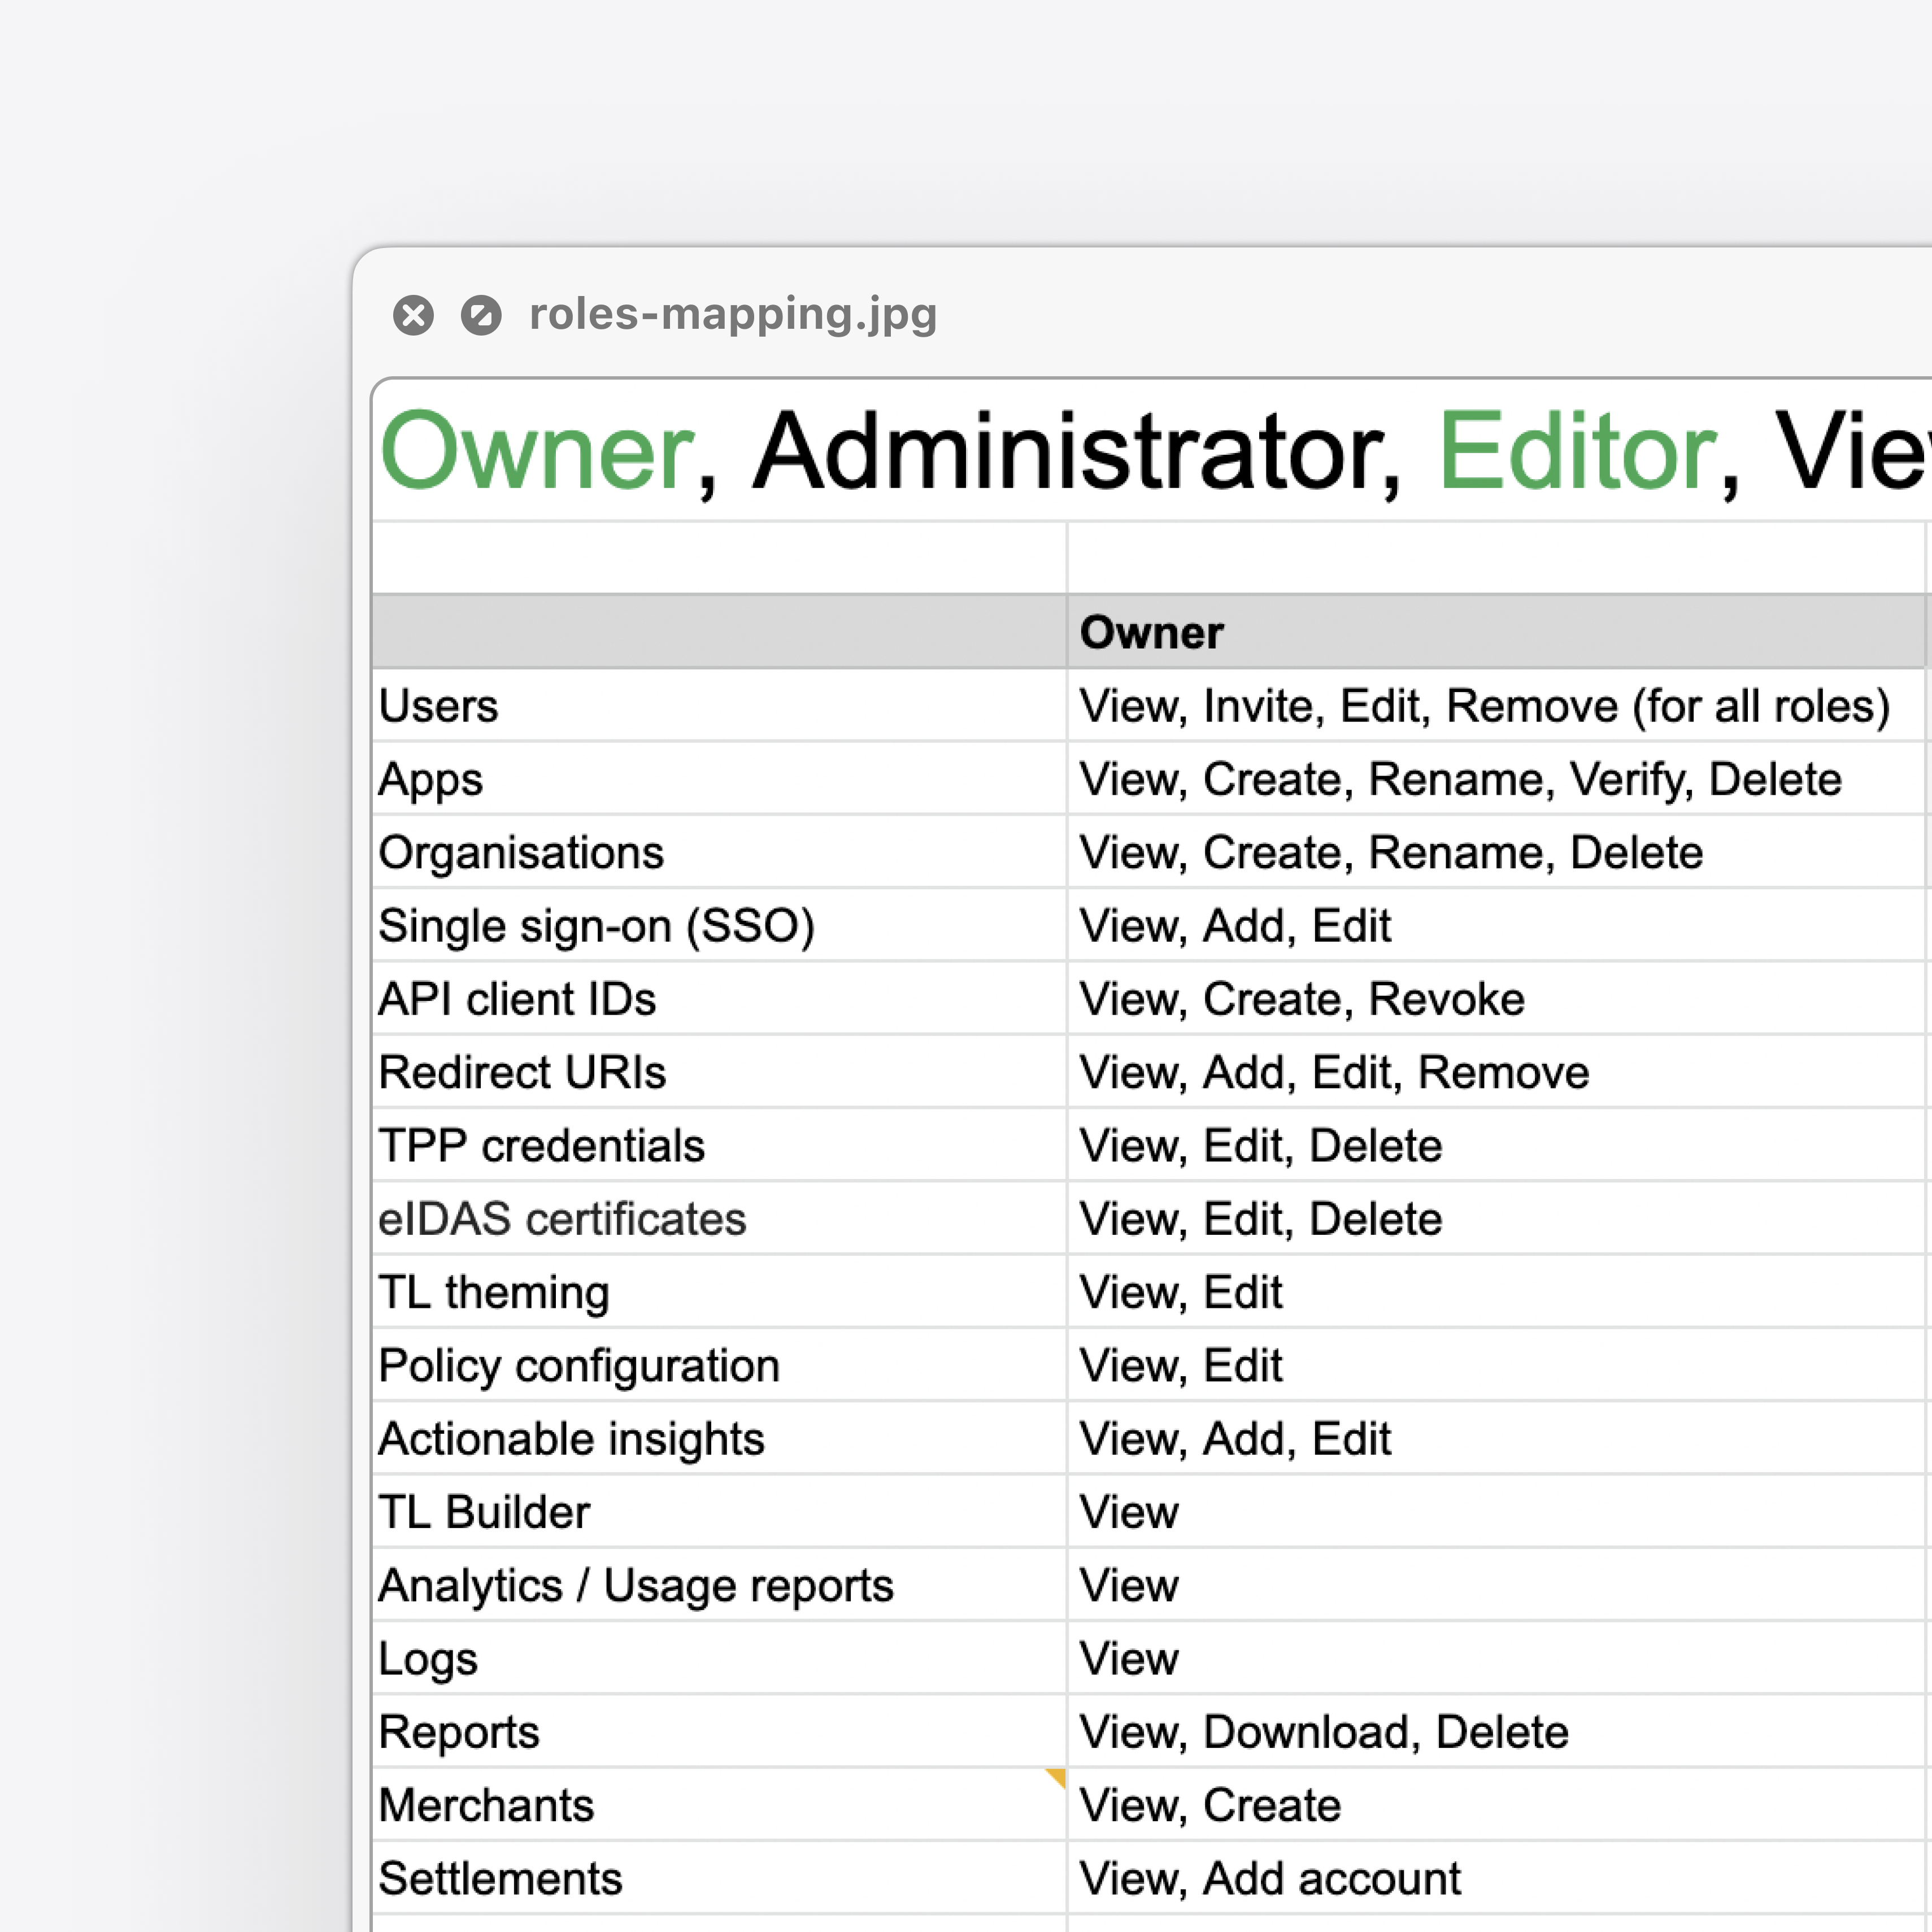 roles-mapping.jpg
Owner, Administrator, Editor,
Owner
Users View, Invite, Edit, Remove (for all roles)
Apps View, Create, Rename, Verify, Delete
Organisations View, Create, Rename, Delete
Single sign-on (SSO) View, Add, Edit
API client IDs View, Create, Revoke
Redirect URIs View, Add, Edit, Remove
TPP credentials View, Edit, Delete
eIDAS certificates View, Edit, Delete
TL theming View, Edit
Policy configuration View, Edit
Actionable insights View, Add, Edit
TL Builder View
Analytics / Usage reports View
Logs View
Reports View, Download, Delete
Merchants View, Create
Settlements View, Add account